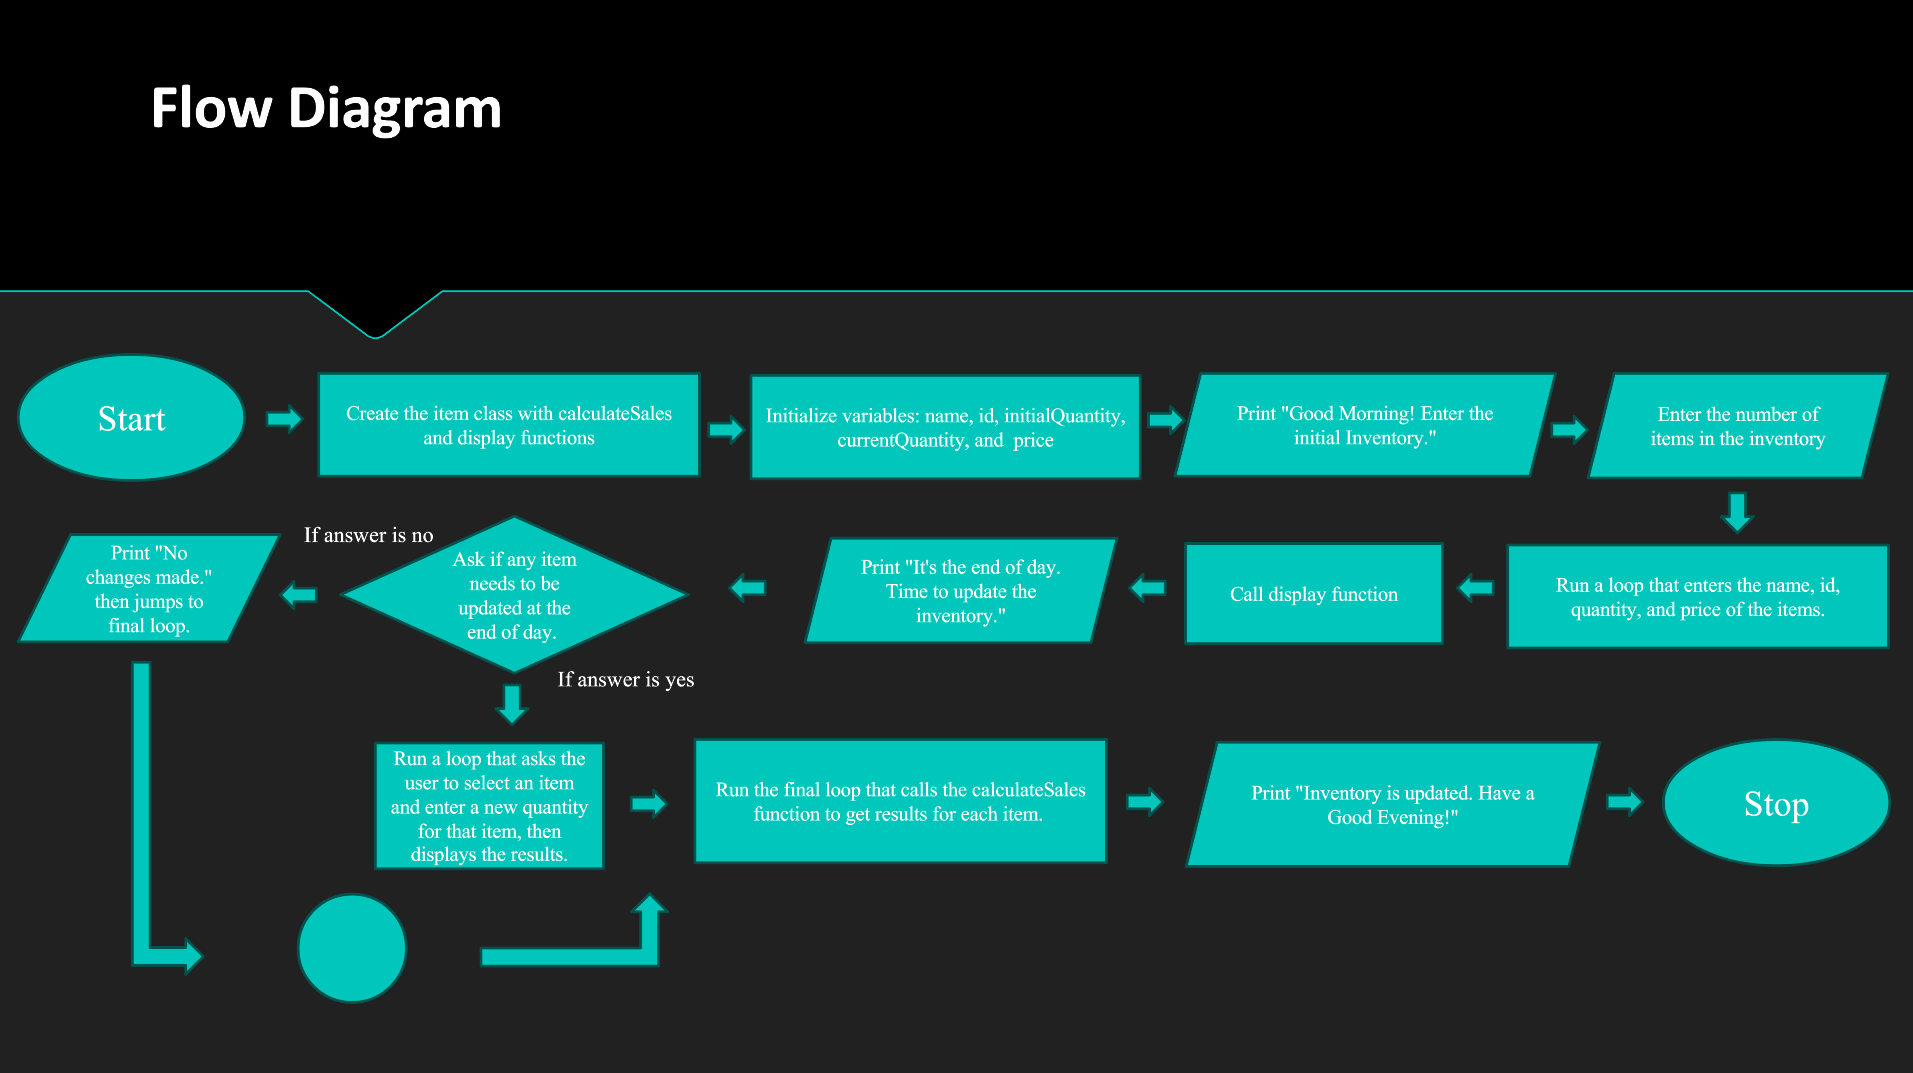 Flow Diagram
Start
Create the item class with calculateSales
and display functions
Initialize variables: name, id, initialQuantity,
currentQuantity, and  price
Print "Good Morning! Enter the
initial Inventory."
Enter the number of
items in the inventory
Run a loop that enters the name, id,
quantity, and price of the items.
Call display function
Print "It's the end of day.
Time to update the
inventory."
Ask if any item
needs to be
updated at the
end of day.
If answer is no
Print "No
changes made."
then jumps to
final loop.
If answer is yes
Run a loop that asks the
user to select an item
and enter a new quantity
for that item, then
displays the results.
Run the final loop that calls the calculateSales
function to get results for each item.
Print "Inventory is updated. Have a
Good Evening!"
Stop